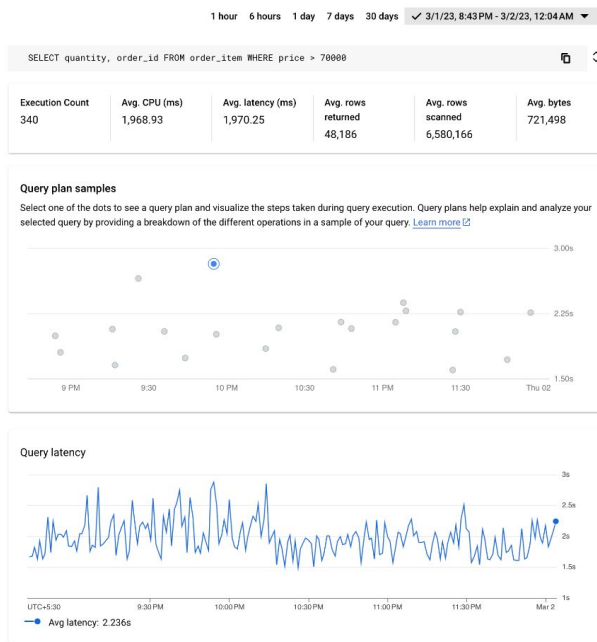 1 hour 6 hours 1 day 7 days 30 days 3/1/23, 8:43 PM - 3/2/23, 12:04 AM
SELECT quantity, order_id FROM order_item WHERE price > 70000
Execution Count Avg. CPU (ms) Avg. latency (ms) Avg. rows Avg. rows Avg. bytes
340 1,968.93 1,970.25 returned scanned 721,498
48,186 6,580,166
Query plan samples
Select one of the dots to see a query plan and visualize the steps taken during query execution. Query plans help explain and analyze your
selected query by providing a breakdown of the different operations in a sample of your query. Learn more
3.00s
2.25s
1.50s
9 PM 9:30 10 PM 10:30 11 PM 11:30 Thu 02
Query latency
3s
2.5s
2s
1.5s
1s
UTC+5:30 9:30 PM 10:00 PM 10:30 PM 11:00 PM 11:30 PM Mar 2
Avg latency: 2.236s